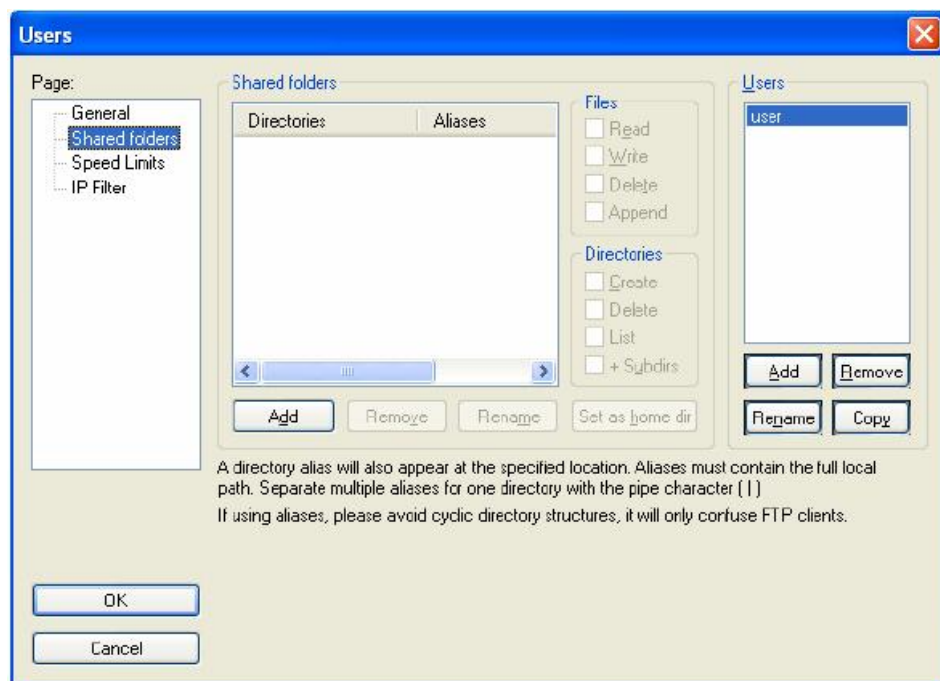 Users
Page:
General
Shared folders
Speed Limits
IP Filter
Shared folders
Directories Aliases
Files
Read
Write
Delete
Append
Directories
Create
Delete
List
+ Subdirs
Add Remove Rename Set as home dir
Users
user
Add Remove
Rename Copy
A directory alias will also appear at the specified location. Aliases must contain the full local
path. Separate multiple aliases for one directory with the pipe character ( | )
If using aliases, please avoid cyclic directory structures, it will only confuse FTP clients.
OK
Cancel